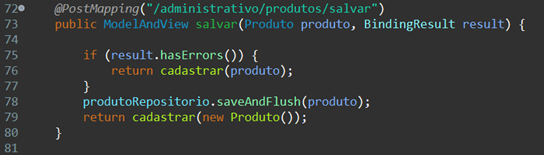 72 @PostMapping("/administrativo/produtos/salvar")
73 public ModelAndView salvar(Produto produto, BindingResult result) {
74
75 if (result.hasErrors()) {
76 return cadastrar(produto);
77 }
78 produtoRepositorio.saveAndFlush(produto);
79 return cadastrar(new Produto());
80 }
81